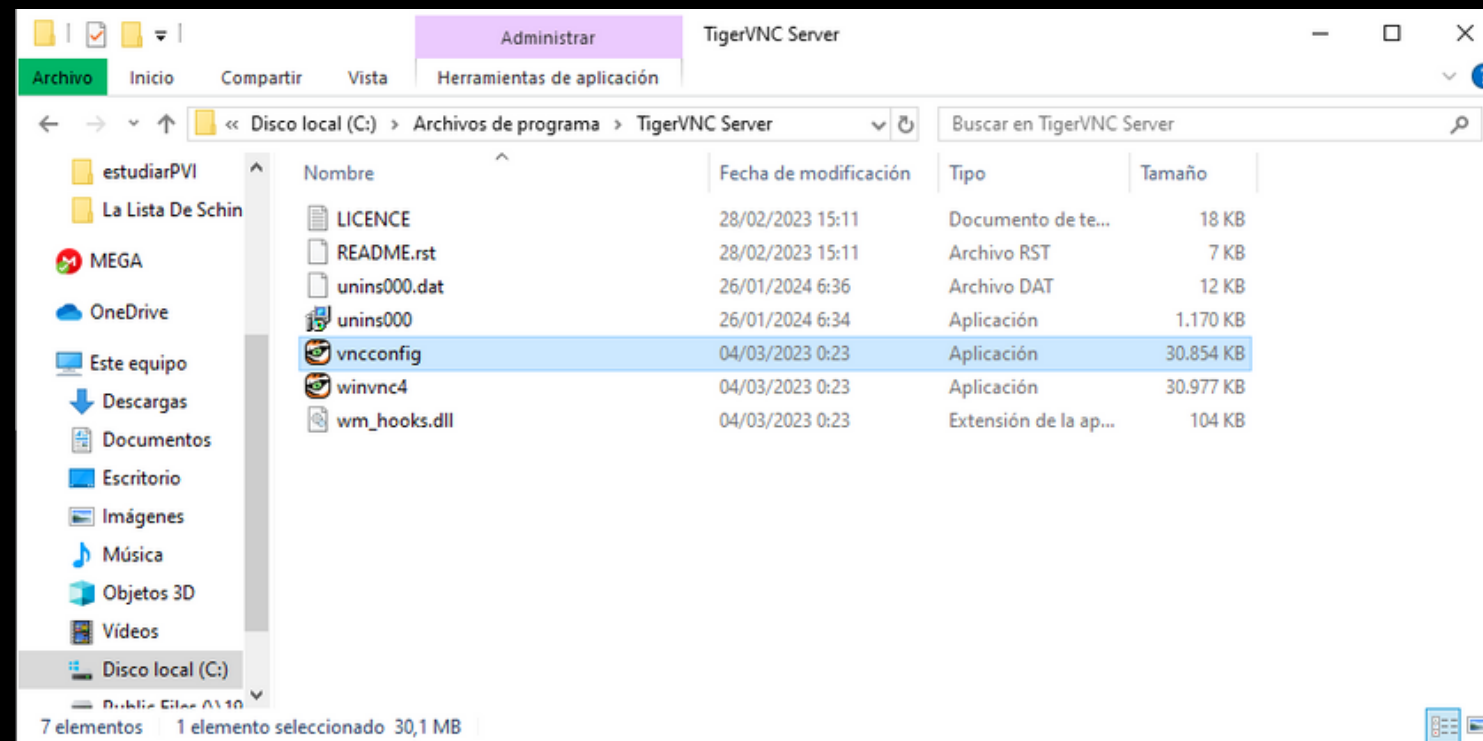 Administrar TigerVNC Server
Archivo Inicio Compartir Vista Herramientas de aplicación
« Disco local (C:) › Archivos de programa › TigerVNC Server Buscar en TigerVNC Server
estudiarPVI
La Lista De Schin
MEGA
OneDrive
Este equipo
Descargas
Documentos
Escritorio
Imágenes
Música
Objetos 3D
Vídeos
Disco local (C:)
Public Files (\\19
Nombre Fecha de modificación Tipo Tamaño
LICENCE 28/02/2023 15:11 Documento de te... 18 KB
README.rst 28/02/2023 15:11 Archivo RST 7 KB
unins000.dat 26/01/2024 6:36 Archivo DAT 12 KB
unins000 26/01/2024 6:34 Aplicación 1.170 KB
vncconfig 04/03/2023 0:23 Aplicación 30.854 KB
winvnc4 04/03/2023 0:23 Aplicación 30.977 KB
wm_hooks.dll 04/03/2023 0:23 Extensión de la ap... 104 KB
7 elementos 1 elemento seleccionado 30,1 MB